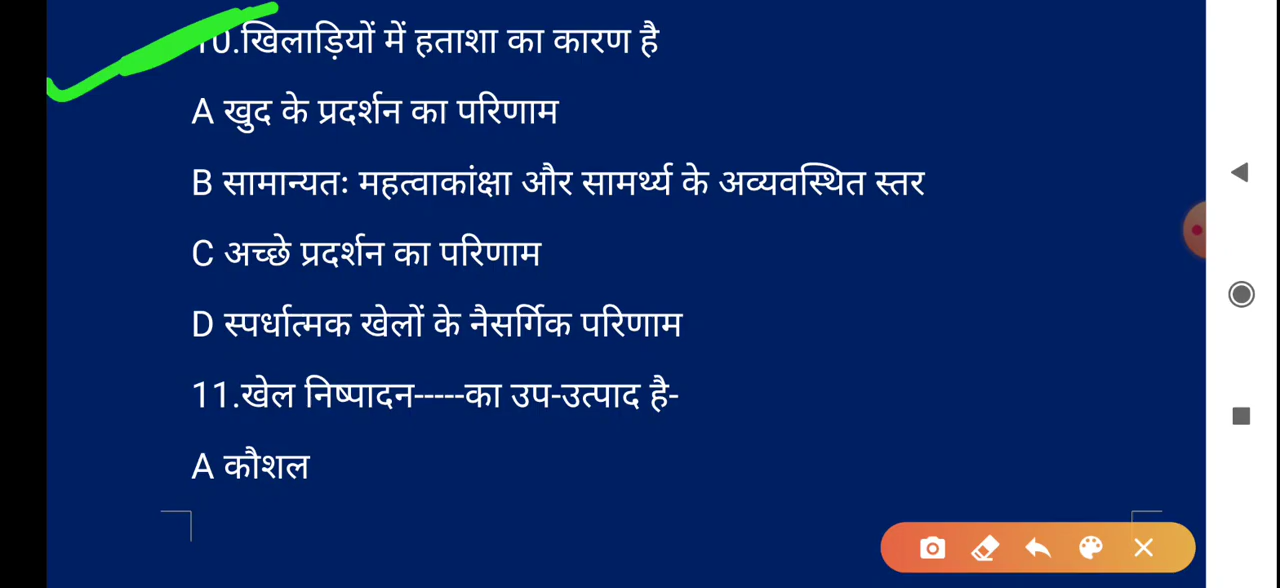 10.खिलाड़ियों में हताशा का कारण है
A खुद के प्रदर्शन का परिणाम
B सामान्यतः महत्वाकांक्षा और सामर्थ्य के अव्यवस्थित स्तर
C अच्छे प्रदर्शन का परिणाम
D स्पर्धात्मक खेलों के नैसर्गिक परिणाम
11.खेल निष्पादन-----का उप-उत्पाद है-
A कौशल